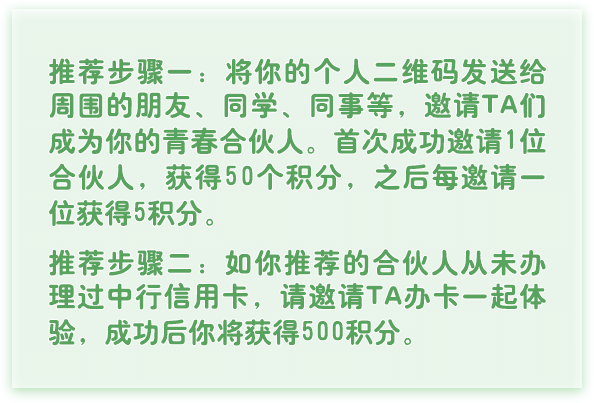 推荐步骤一：将你的个人二维码发送给
周围的朋友、同学、同事等，邀请TA们
成为你的青春合伙人。首次成功邀请1位
合伙人，获得50个积分，之后每邀请一
位获得5积分。
推荐步骤二：如你推荐的合伙人从未办
理过中行信用卡，请邀请TA办卡一起体
验，成功后你将获得500积分。